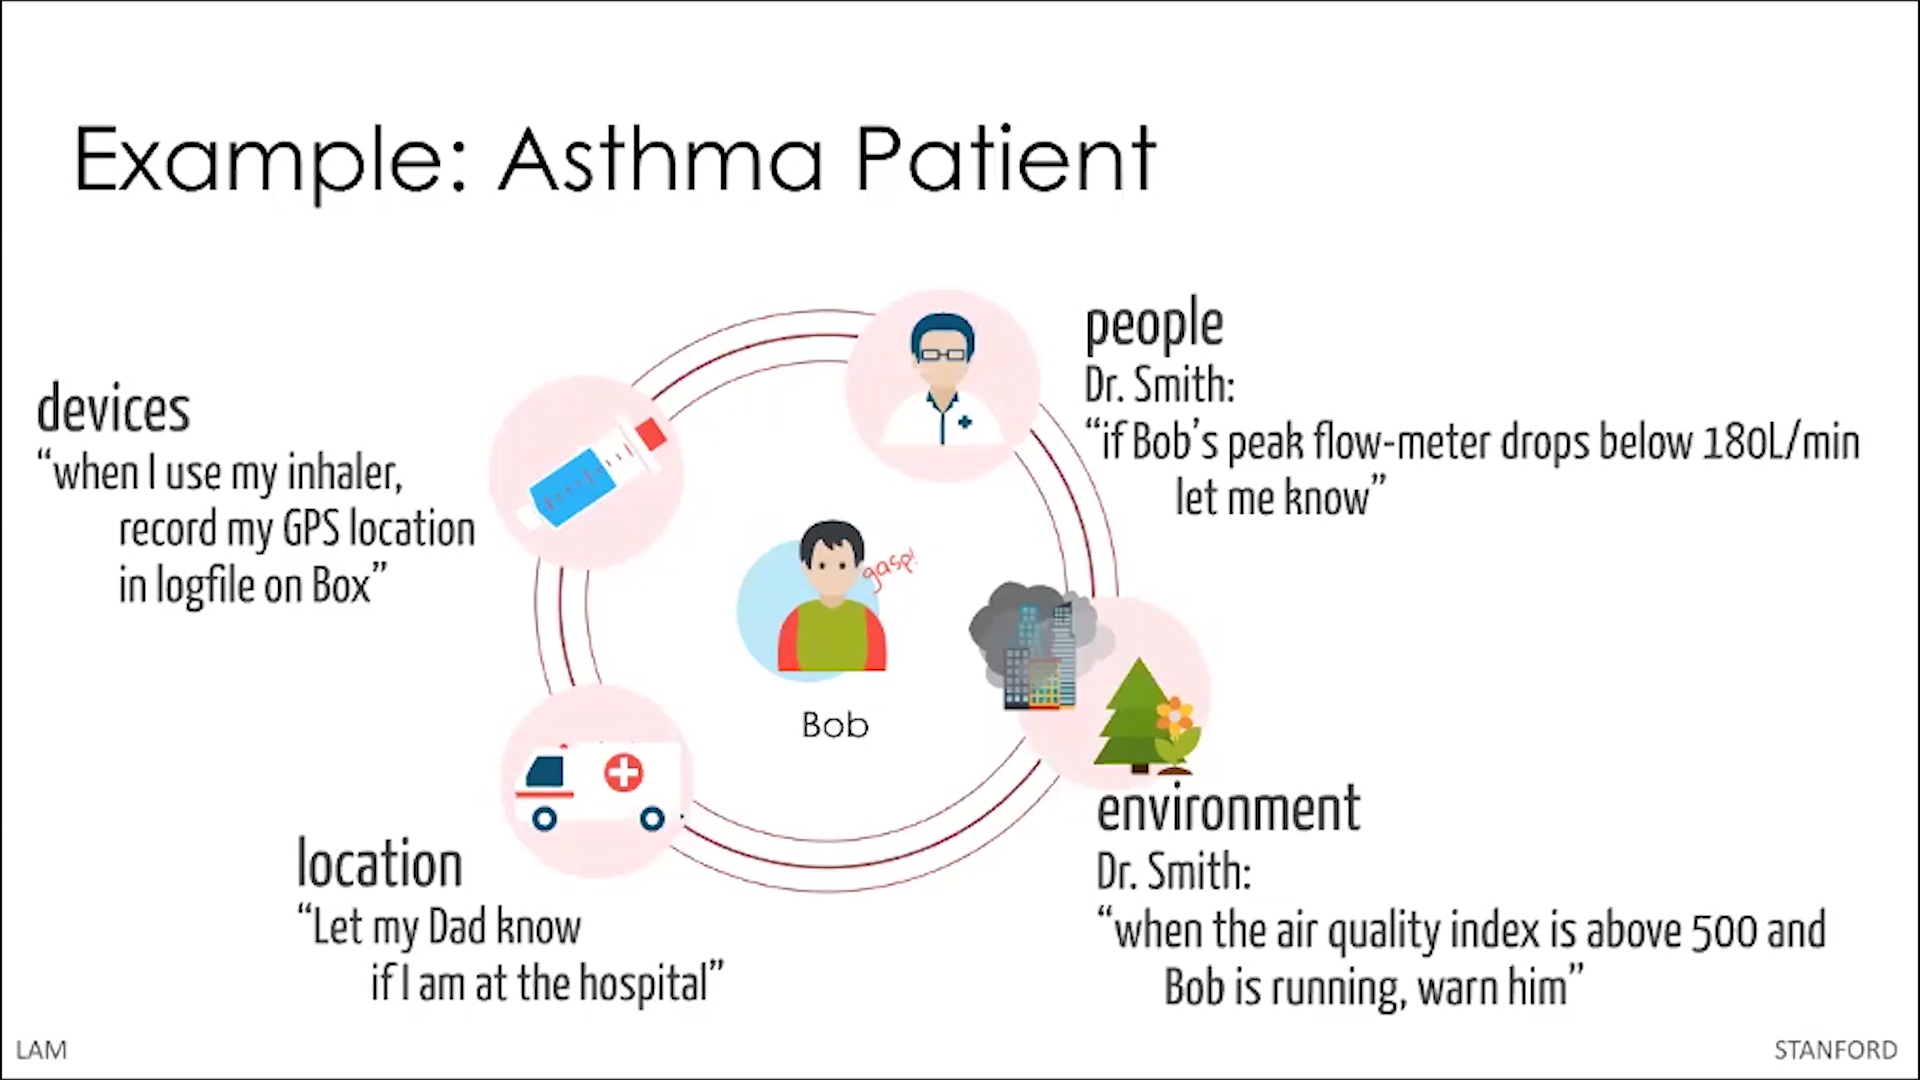 Example: Asthma Patient
people
Dr. Smith:
“if Bob’s peak flow-meter drops below 180L/min
let me know”
devices
“when I use my inhaler,
record my GPS location
in logfile on Box”
gasp!
Bob
environment
Dr. Smith:
“when the air quality index is above 500 and
Bob is running, warn him”
location
“Let my Dad know
if I am at the hospital”
LAM
STANFORD